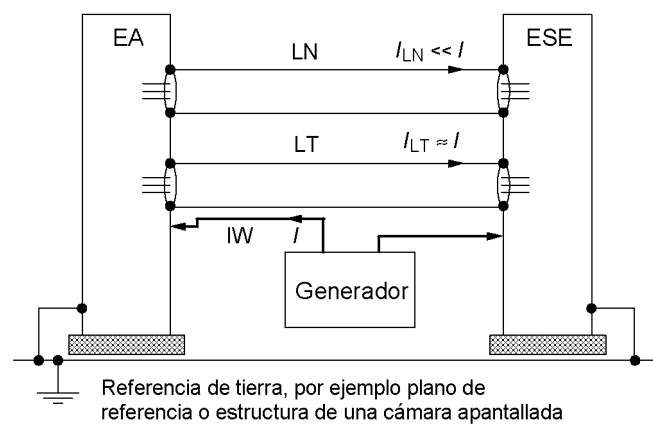 EA
LN
I_LN << I
ESE
LT
I_LT ≈ I
IW
I
Generador
Referencia de tierra, por ejemplo plano de
referencia o estructura de una cámara apantallada